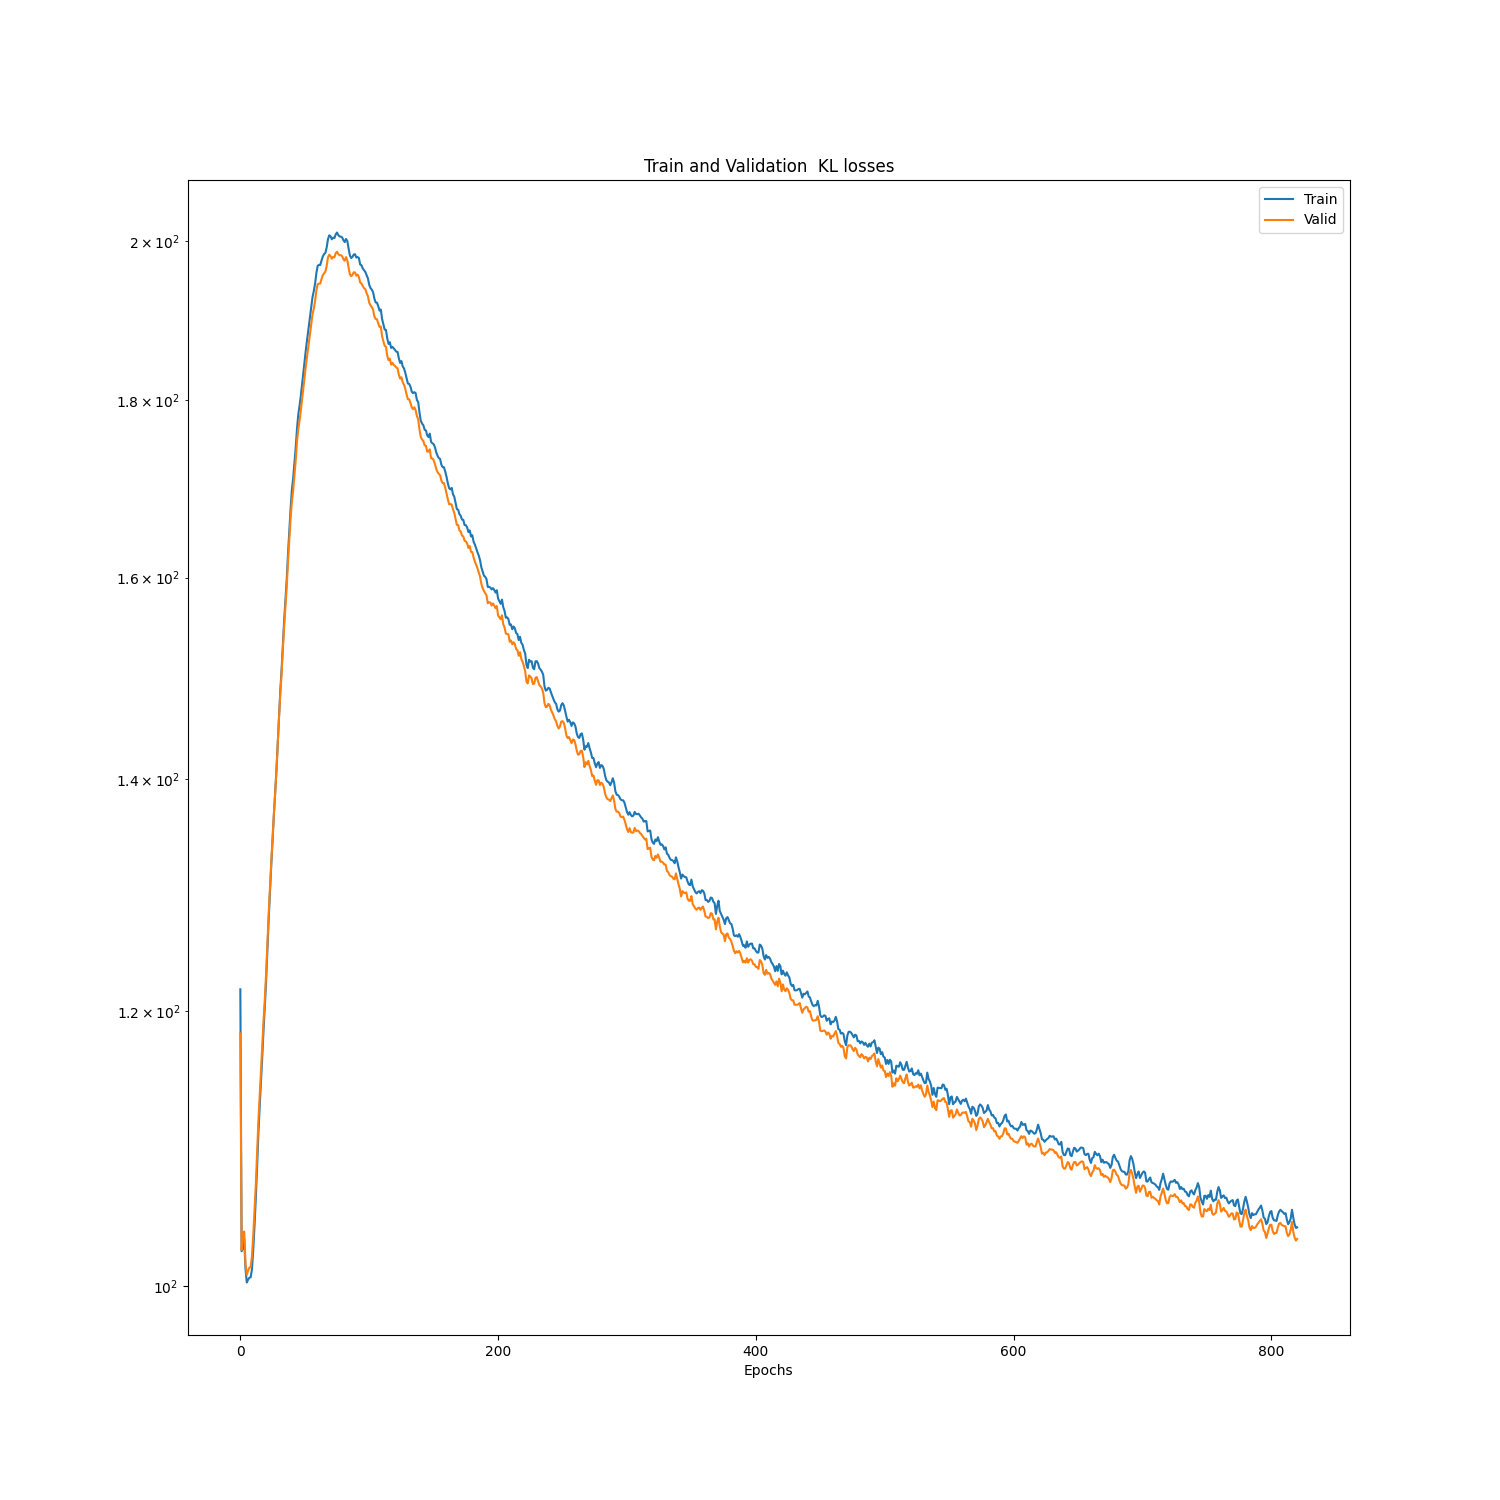 Train and Validation  KL losses
Train
Valid
2 × 10²
1.8 × 10²
1.6 × 10²
1.4 × 10²
1.2 × 10²
10²
0 200 400 600 800
Epochs